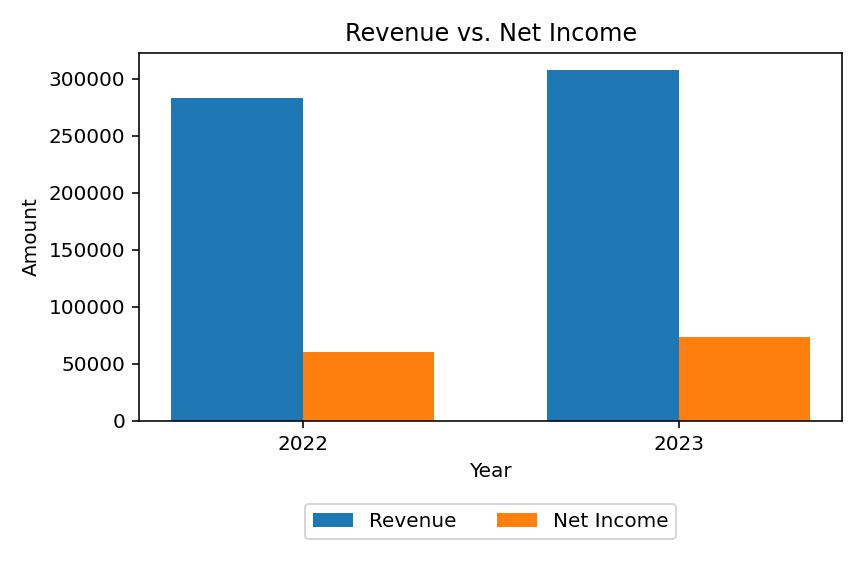 Revenue vs. Net Income
300000
250000
200000
150000
100000
50000
0
Amount
2022 2023
Year
Revenue Net Income